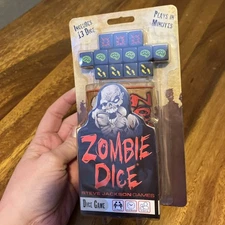 Includes
13 Dice
Plays in
Minutes
ZOMBIE
DICE
STEVE JACKSON GAMES
Dice Game